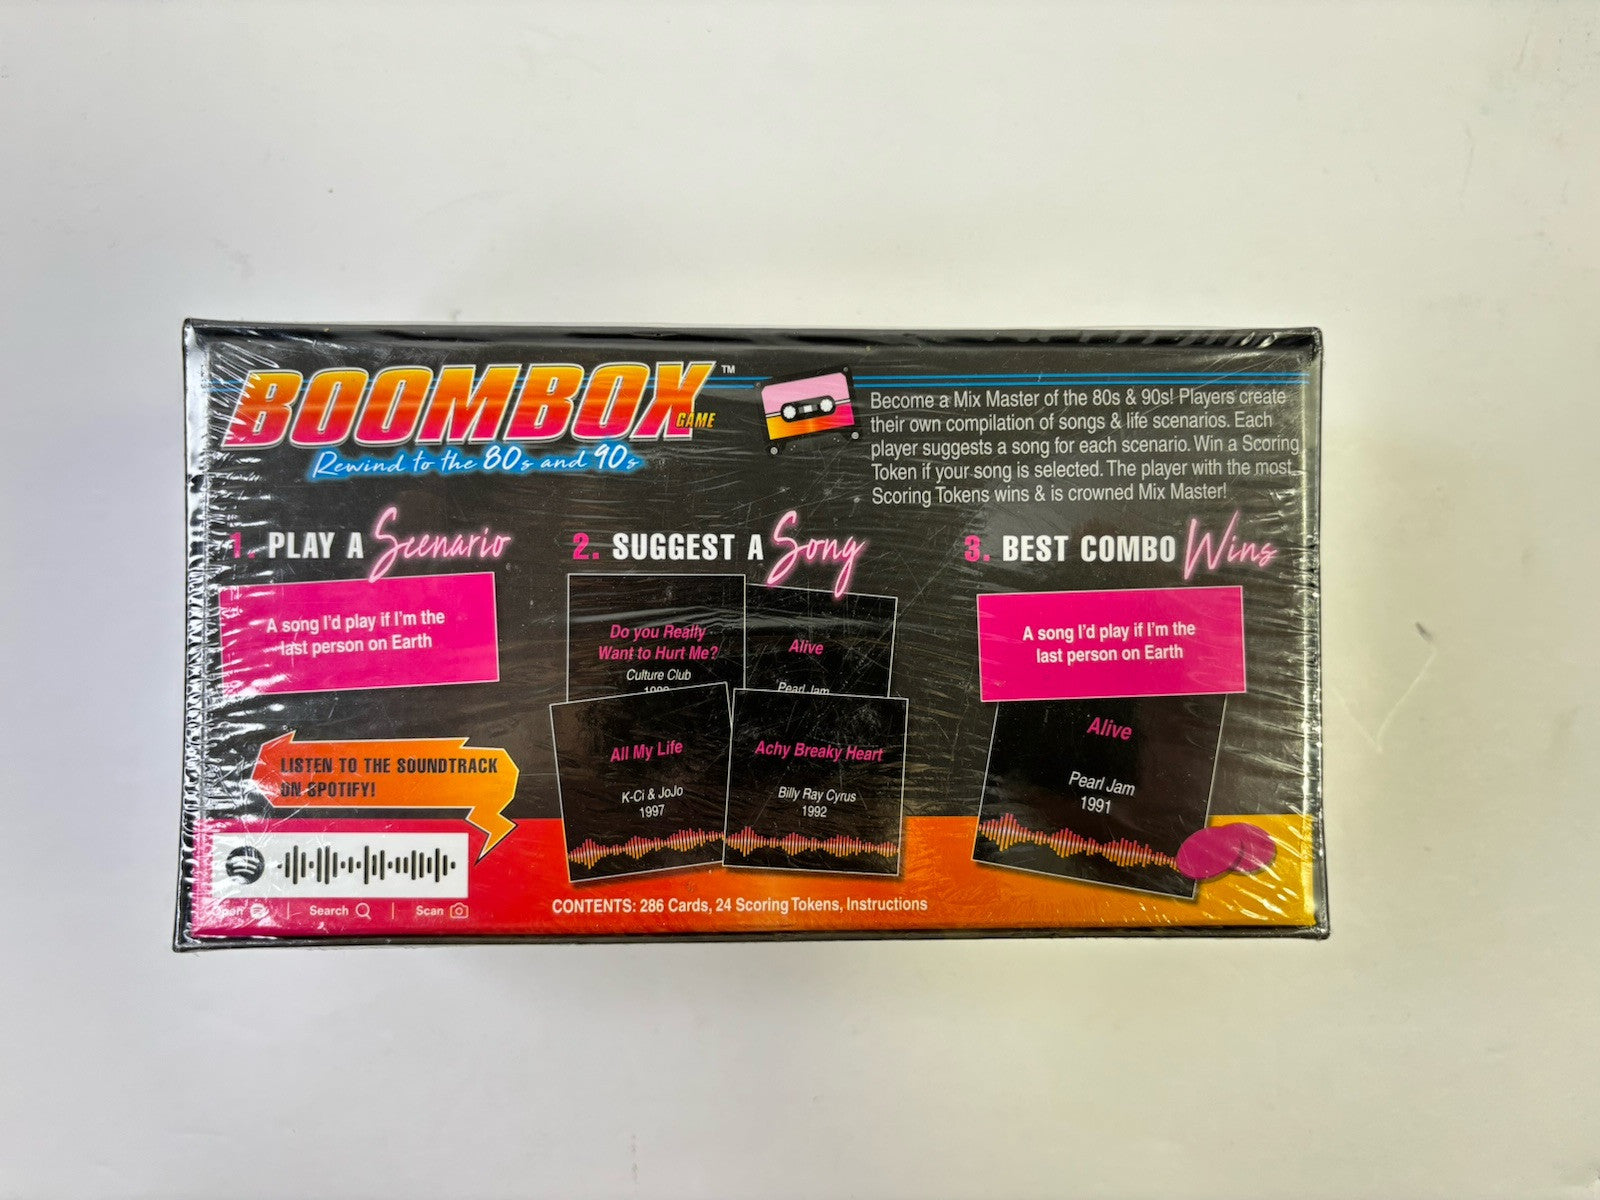 BOOMBOX™
GAME
Rewind to the 80s and 90s
Become a Mix Master of the 80s & 90s! Players create
their own compilation of songs & life scenarios. Each
player suggests a song for each scenario. Win a Scoring
Token if your song is selected. The player with the most
Scoring Tokens wins & is crowned Mix Master!
1. PLAY A Scenario
A song I'd play if I'm the
last person on Earth
LISTEN TO THE SOUNDTRACK
ON SPOTIFY!
Open
Search
Scan
2. SUGGEST A Song
Do you Really
Want to Hurt Me?
Culture Club
Alive
Pearl Jam
All My Life
K-Ci & JoJo
1997
Achy Breaky Heart
Billy Ray Cyrus
1992
CONTENTS: 286 Cards, 24 Scoring Tokens, Instructions
3. BEST COMBO Wins
A song I'd play if I'm the
last person on Earth
Alive
Pearl Jam
1991